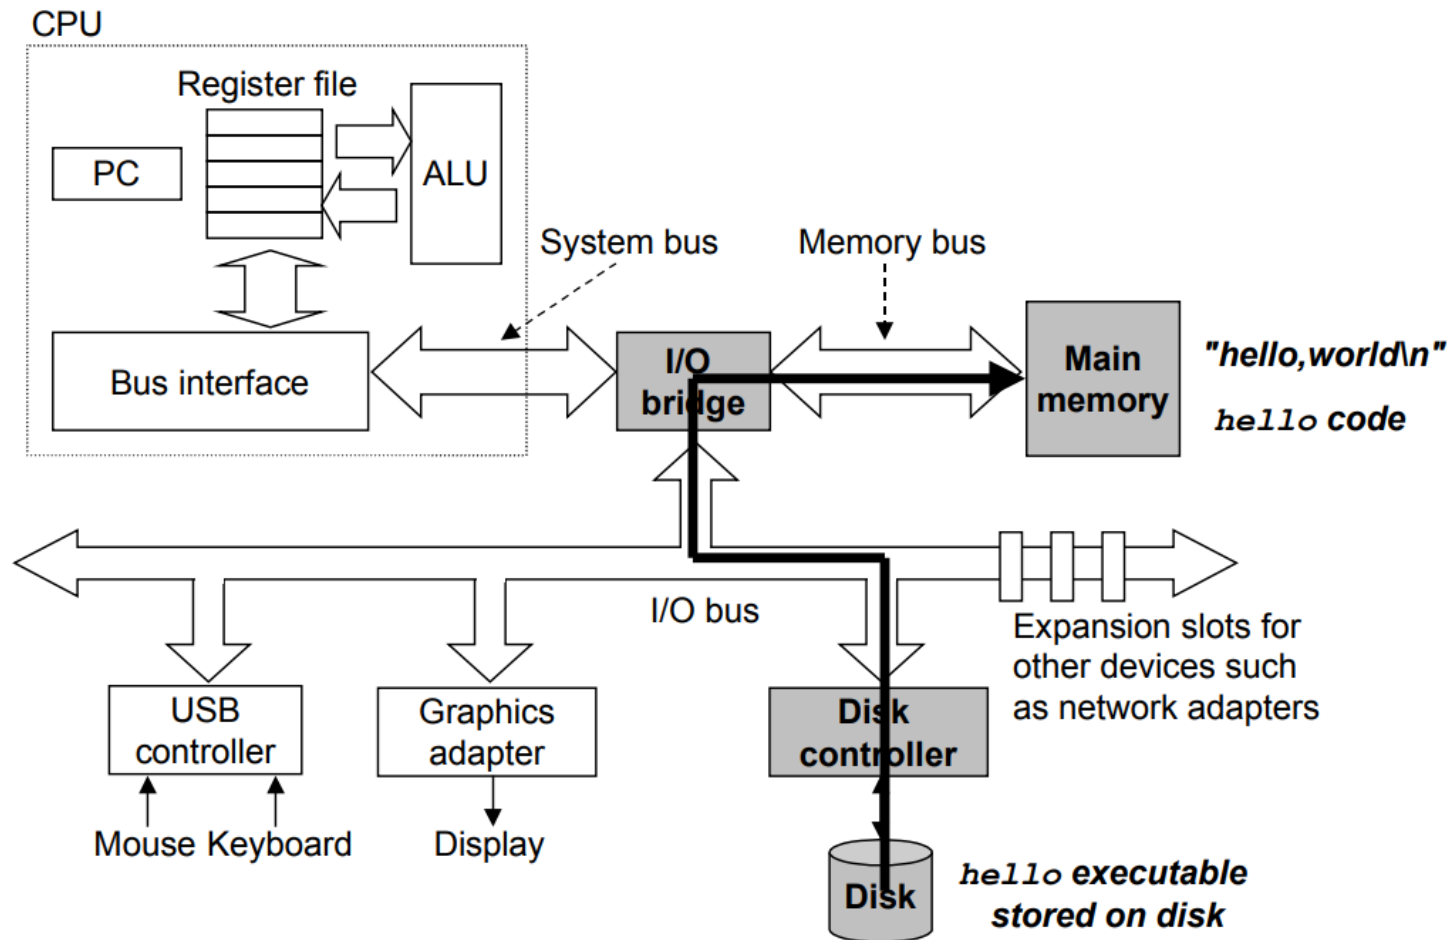 CPU
Register file
PC
ALU
System bus
Memory bus
Bus interface
I/O
bridge
Main
memory
"hello,world\n"
hello code
I/O bus
Expansion slots for
other devices such
as network adapters
USB
controller
Graphics
adapter
Disk
controller
Mouse Keyboard
Display
Disk
hello executable
stored on disk